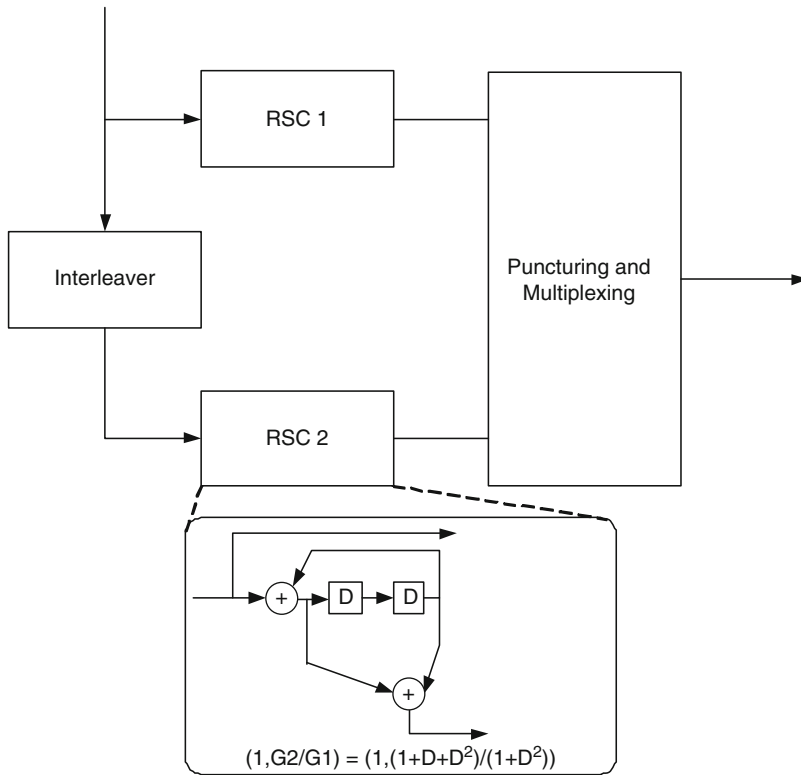 RSC 1
Interleaver
Puncturing and
Multiplexing
RSC 2
+
D
D
+
(1,G2/G1) = (1,(1+D+D²)/(1+D²))